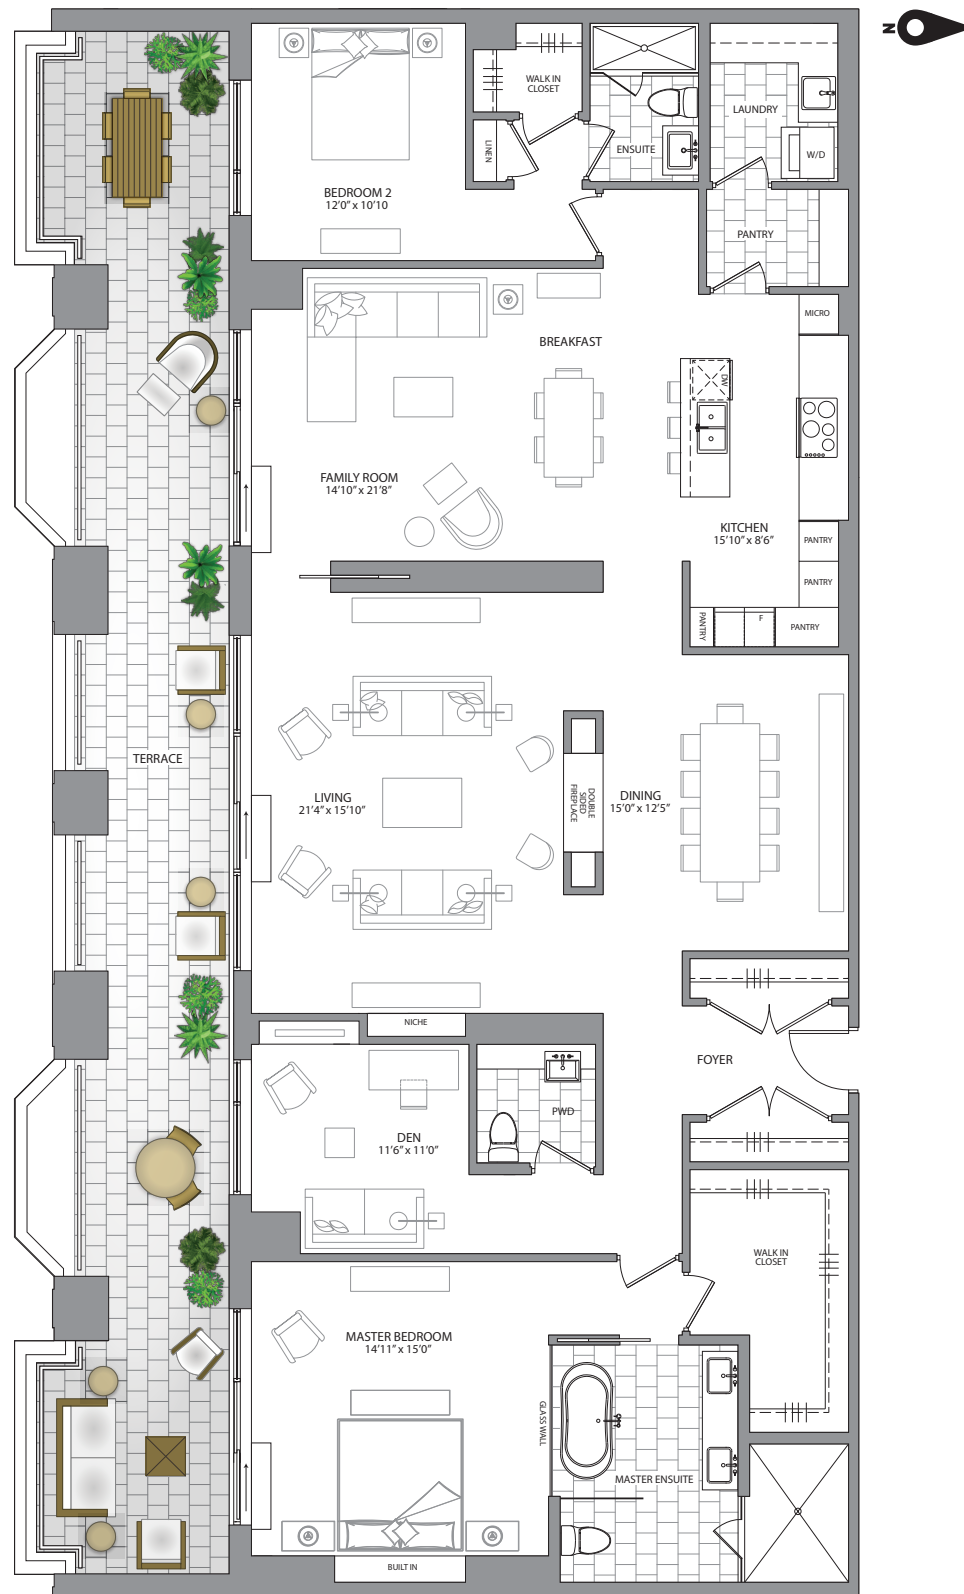 N
WALK IN
CLOSET
LINEN
ENSUITE
LAUNDRY
W/D
BEDROOM 2
12'0" x 10'10
PANTRY
MICRO
BREAKFAST
DW
FAMILY ROOM
14'10" x 21'8"
KITCHEN
15'10" x 8'6"
PANTRY
PANTRY
PANTRY
F
PANTRY
TERRACE
LIVING
21'4" x 15'10"
DOUBLE
SIDED
FIREPLACE
DINING
15'0" x 12'5"
NICHE
FOYER
PWD
DEN
11'6" x 11'0"
WALK IN
CLOSET
MASTER BEDROOM
14'11" x 15'0"
GLASS WALL
MASTER ENSUITE
BUILT IN